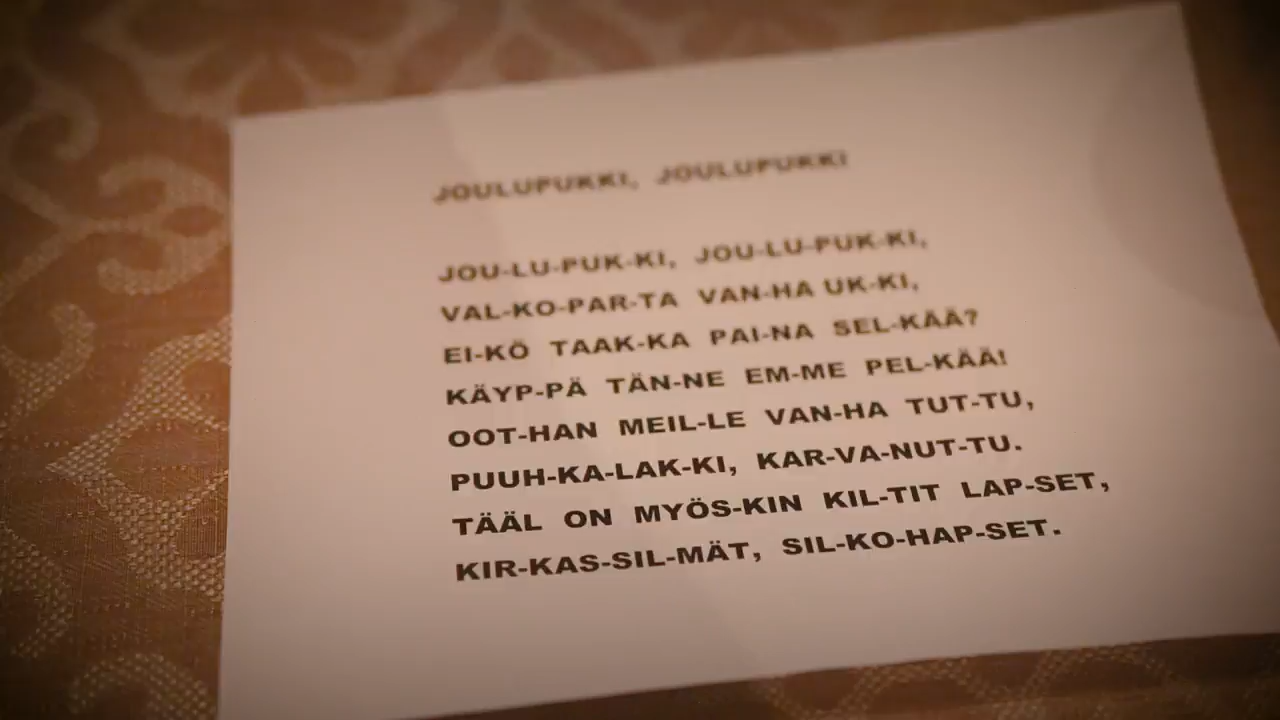 JOULUPUKKI, JOULUPUKKI
JOU-LU-PUK-KI, JOU-LU-PUK-KI,
VAL-KO-PAR-TA VAN-HA UK-KI,
EI-KÖ TAAK-KA PAI-NA SEL-KÄÄ?
KÄYP-PÄ TÄN-NE EM-ME PEL-KÄÄ!
OOT-HAN MEIL-LE VAN-HA TUT-TU,
PUUH-KA-LAK-KI, KAR-VA-NUT-TU.
TÄÄL ON MYÖS-KIN KIL-TIT LAP-SET,
KIR-KAS-SIL-MÄT, SIL-KO-HAP-SET.